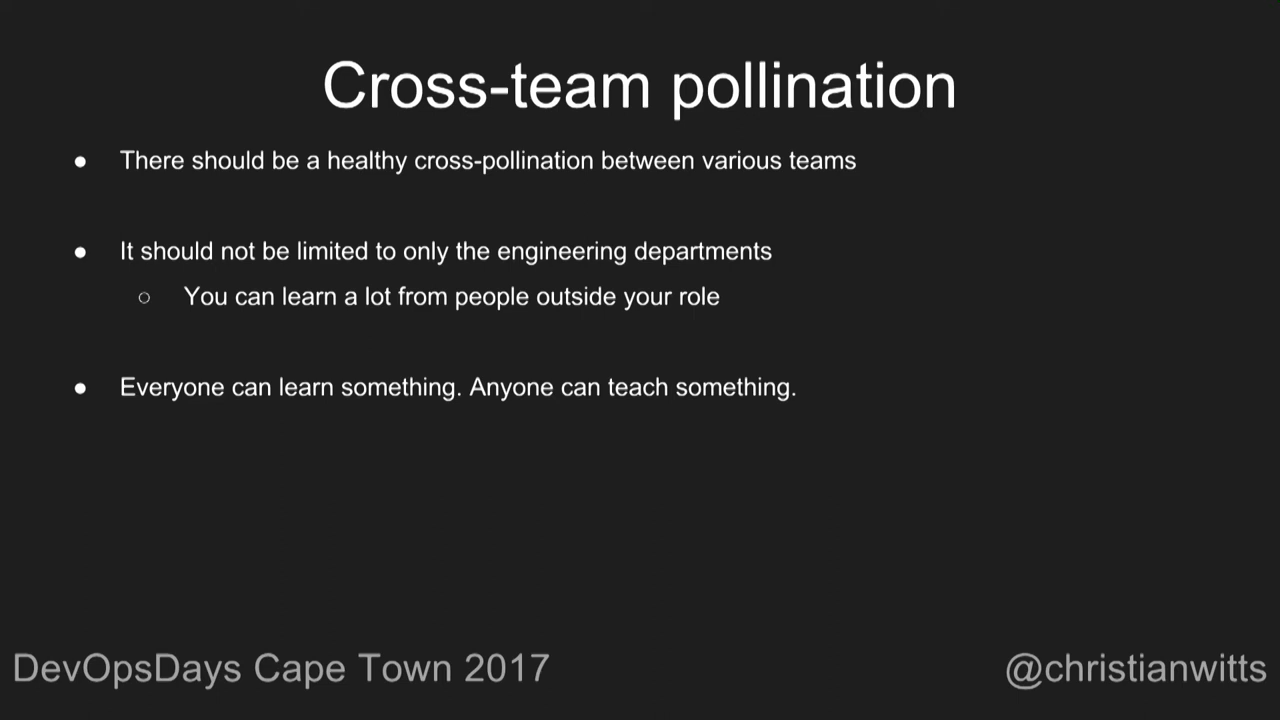 Cross-team pollination
● There should be a healthy cross-pollination between various teams
● It should not be limited to only the engineering departments
○ You can learn a lot from people outside your role
● Everyone can learn something. Anyone can teach something.
DevOpsDays Cape Town 2017
@christianwitts